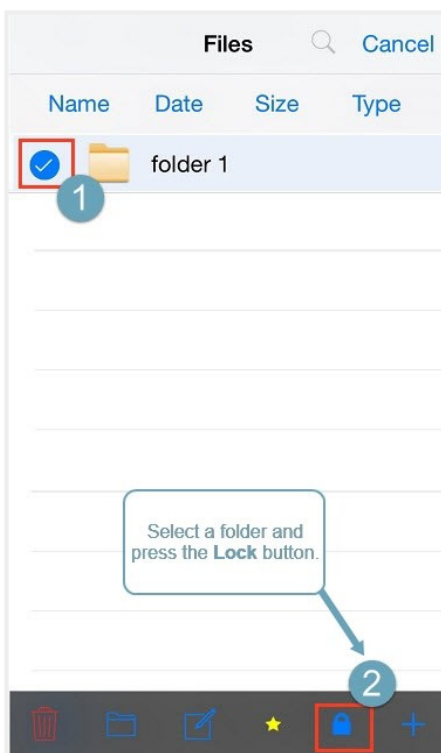 Files Cancel
Name Date Size Type
folder 1
1
Select a folder and
press the Lock button.
2